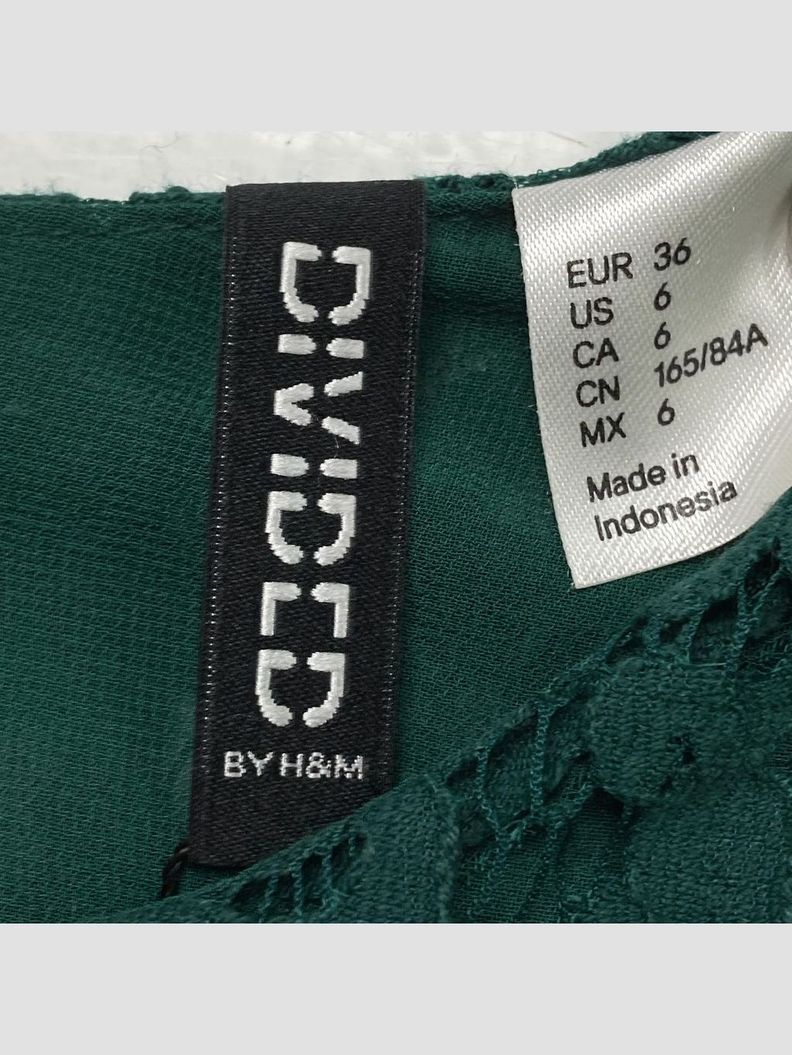 DIVIDED
BY H&M
EUR 36
US 6
CA 6
CN 165/84A
MX 6
Made in
Indonesia